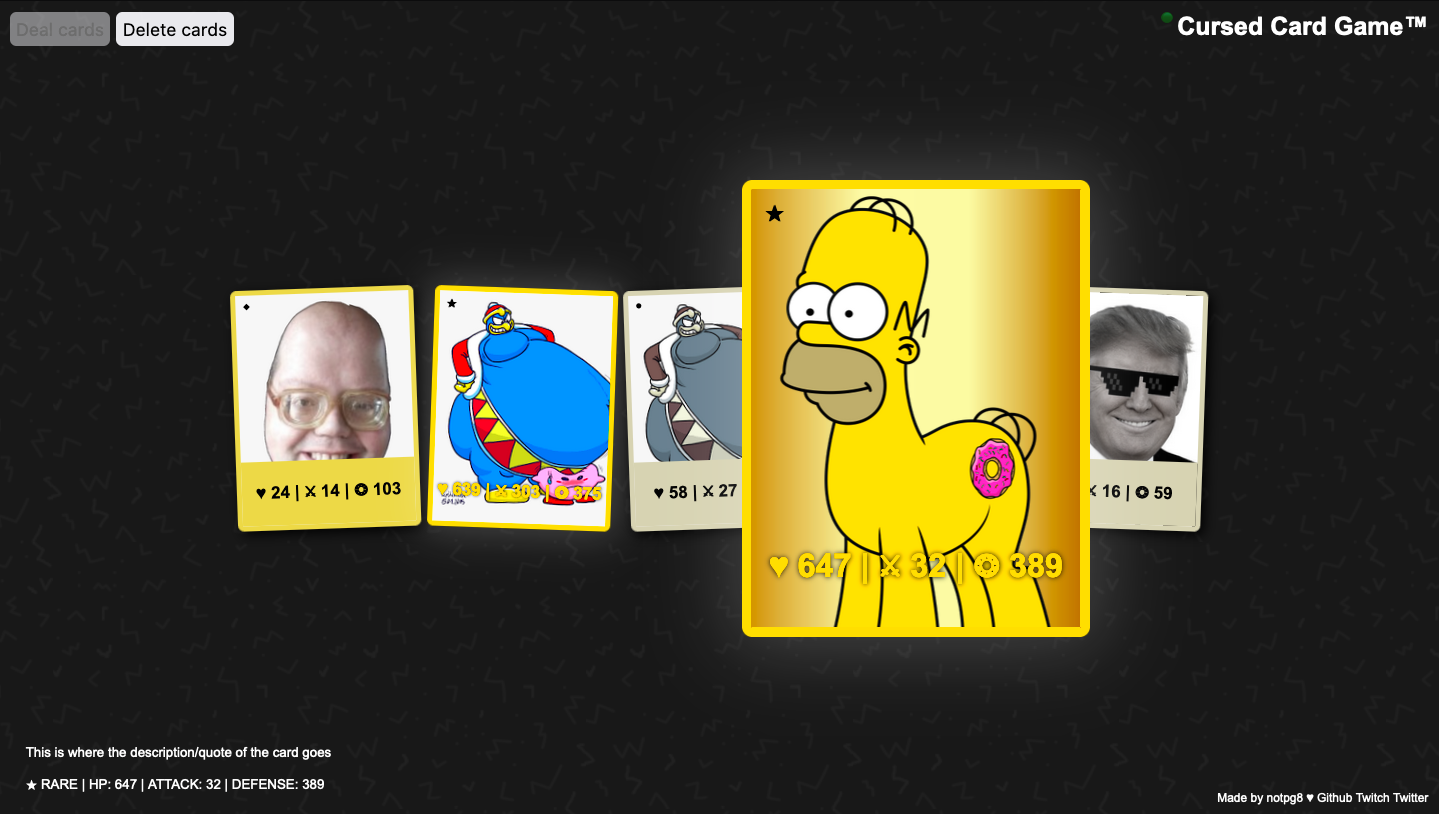 Deal cards Delete cards
Cursed Card Game™
★
◆
★
●
♥ 24 | ⚔ 14 | ❂ 103
♥ 639 | ⚔ 303 | ❂ 375
♥ 58 | ⚔ 27
♥ 647 | ⚔ 32 | ❂ 389
16 | ❂ 59
This is where the description/quote of the card goes
★ RARE | HP: 647 | ATTACK: 32 | DEFENSE: 389
Made by notpg8 ♥ Github Twitch Twitter